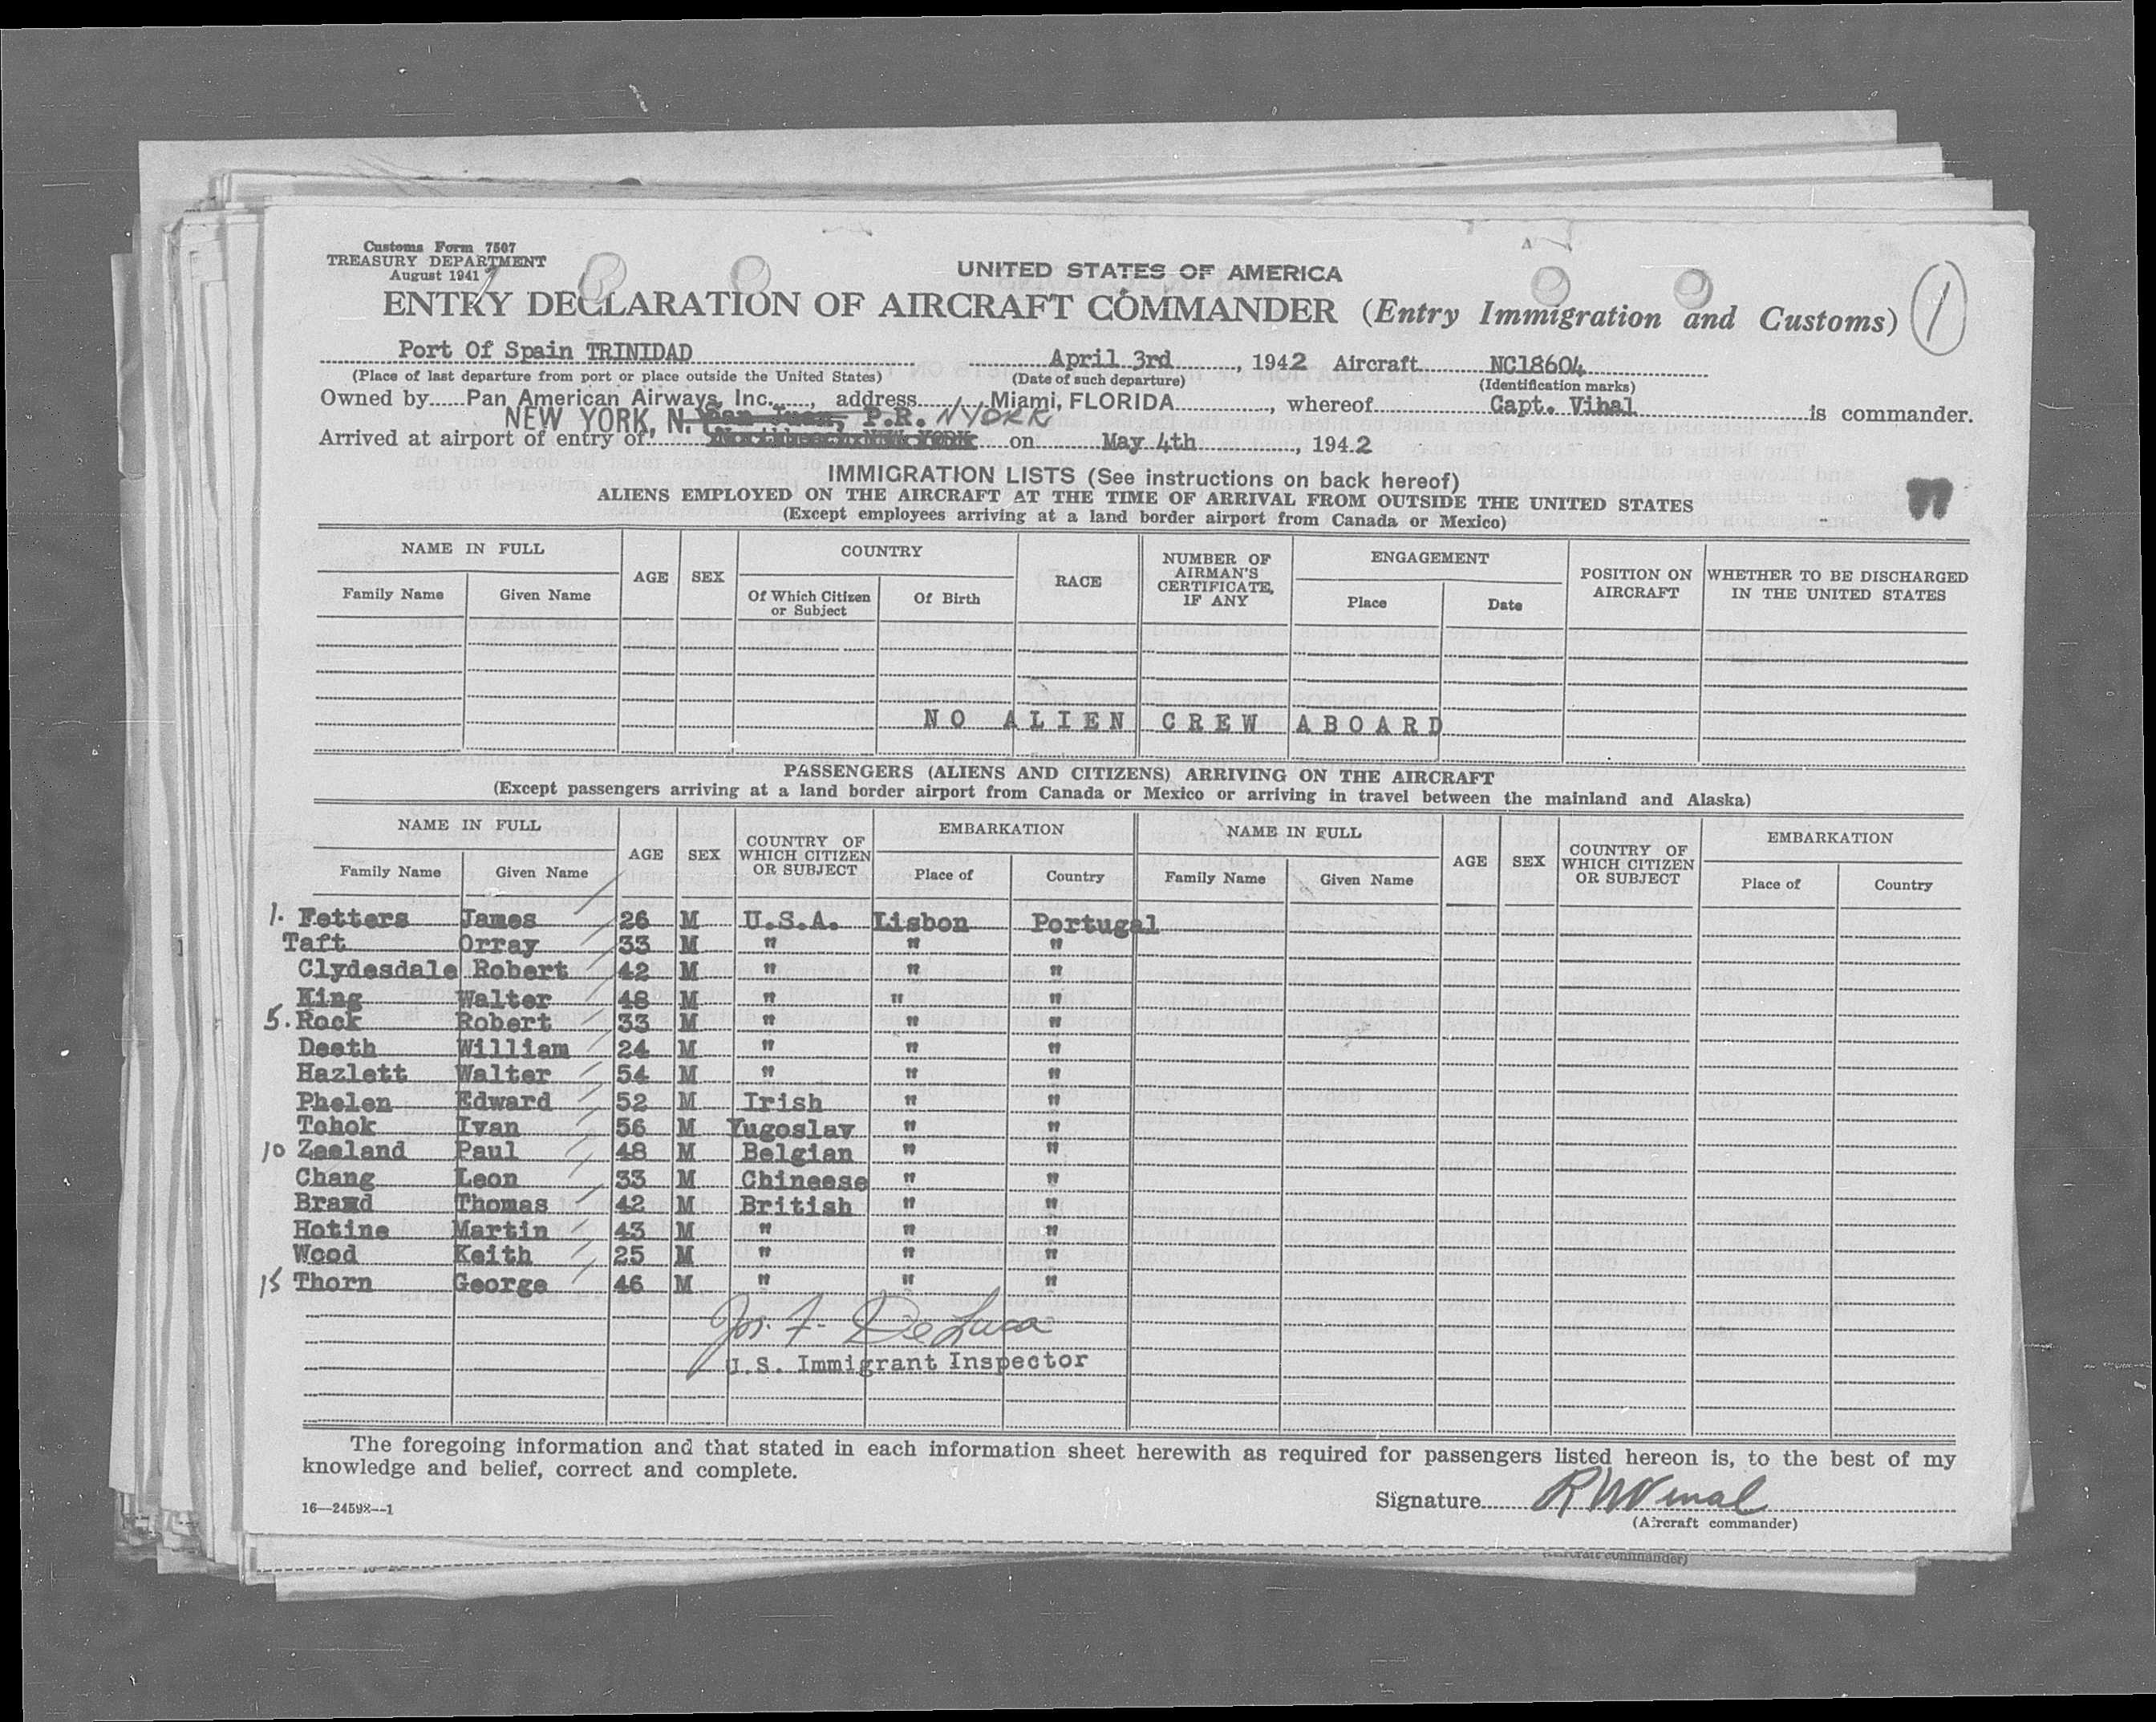 Customs Form 7507
TREASURY DEPARTMENT
August 1941
UNITED STATES OF AMERICA
ENTRY DECLARATION OF AIRCRAFT COMMANDER (Entry Immigration and Customs)
1
Port Of Spain TRINIDAD April 3rd, 1942 Aircraft NC18604
(Place of last departure from port or place outside the United States) (Date of such departure) (Identification marks)
Owned by Pan American Airways, Inc., address Miami, FLORIDA, whereof Capt. Vihal is commander.
NEW YORK, N. San Juan, P.R. NYORK
Arrived at airport of entry of on May 4th, 1942
IMMIGRATION LISTS (See instructions on back hereof)
ALIENS EMPLOYED ON THE AIRCRAFT AT THE TIME OF ARRIVAL FROM OUTSIDE THE UNITED STATES
(Except employees arriving at a land border airport from Canada or Mexico)
NAME IN FULL AGE SEX COUNTRY RACE NUMBER OF AIRMAN'S CERTIFICATE, IF ANY ENGAGEMENT POSITION ON AIRCRAFT WHETHER TO BE DISCHARGED IN THE UNITED STATES
Family Name Given Name Of Which Citizen or Subject Of Birth Place Date
NO ALIEN CREW ABOARD
PASSENGERS (ALIENS AND CITIZENS) ARRIVING ON THE AIRCRAFT
(Except passengers arriving at a land border airport from Canada or Mexico or arriving in travel between the mainland and Alaska)
NAME IN FULL AGE SEX COUNTRY OF WHICH CITIZEN OR SUBJECT EMBARKATION NAME IN FULL AGE SEX COUNTRY OF WHICH CITIZEN OR SUBJECT EMBARKATION
Family Name Given Name Place of Country Family Name Given Name Place of Country
1. Fetters James 26 M U.S.A. Lisbon Portugal
Taft Orray 33 M " " "
Clydesdale Robert 42 M " " "
King Walter 48 M " " "
5. Rock Robert 33 M " " "
Death William 24 M " " "
Hazlett Walter 54 M " " "
Phelen Edward 52 M Irish " "
Tchok Ivan 56 M Yugoslav " "
10 Zeeland Paul 48 M Belgian " "
Chang Leon 33 M Chineese " "
Brand Thomas 42 M British " "
Hotine Martin 43 M " " "
Wood Keith 25 M " " "
15 Thorn George 46 M " " "
Jos. F. DeLuca
U.S. Immigrant Inspector
The foregoing information and that stated in each information sheet herewith as required for passengers listed hereon is, to the best of my
knowledge and belief, correct and complete.
Signature RWVinal
16—24598—1
(Aircraft commander)
(Aircraft commander)